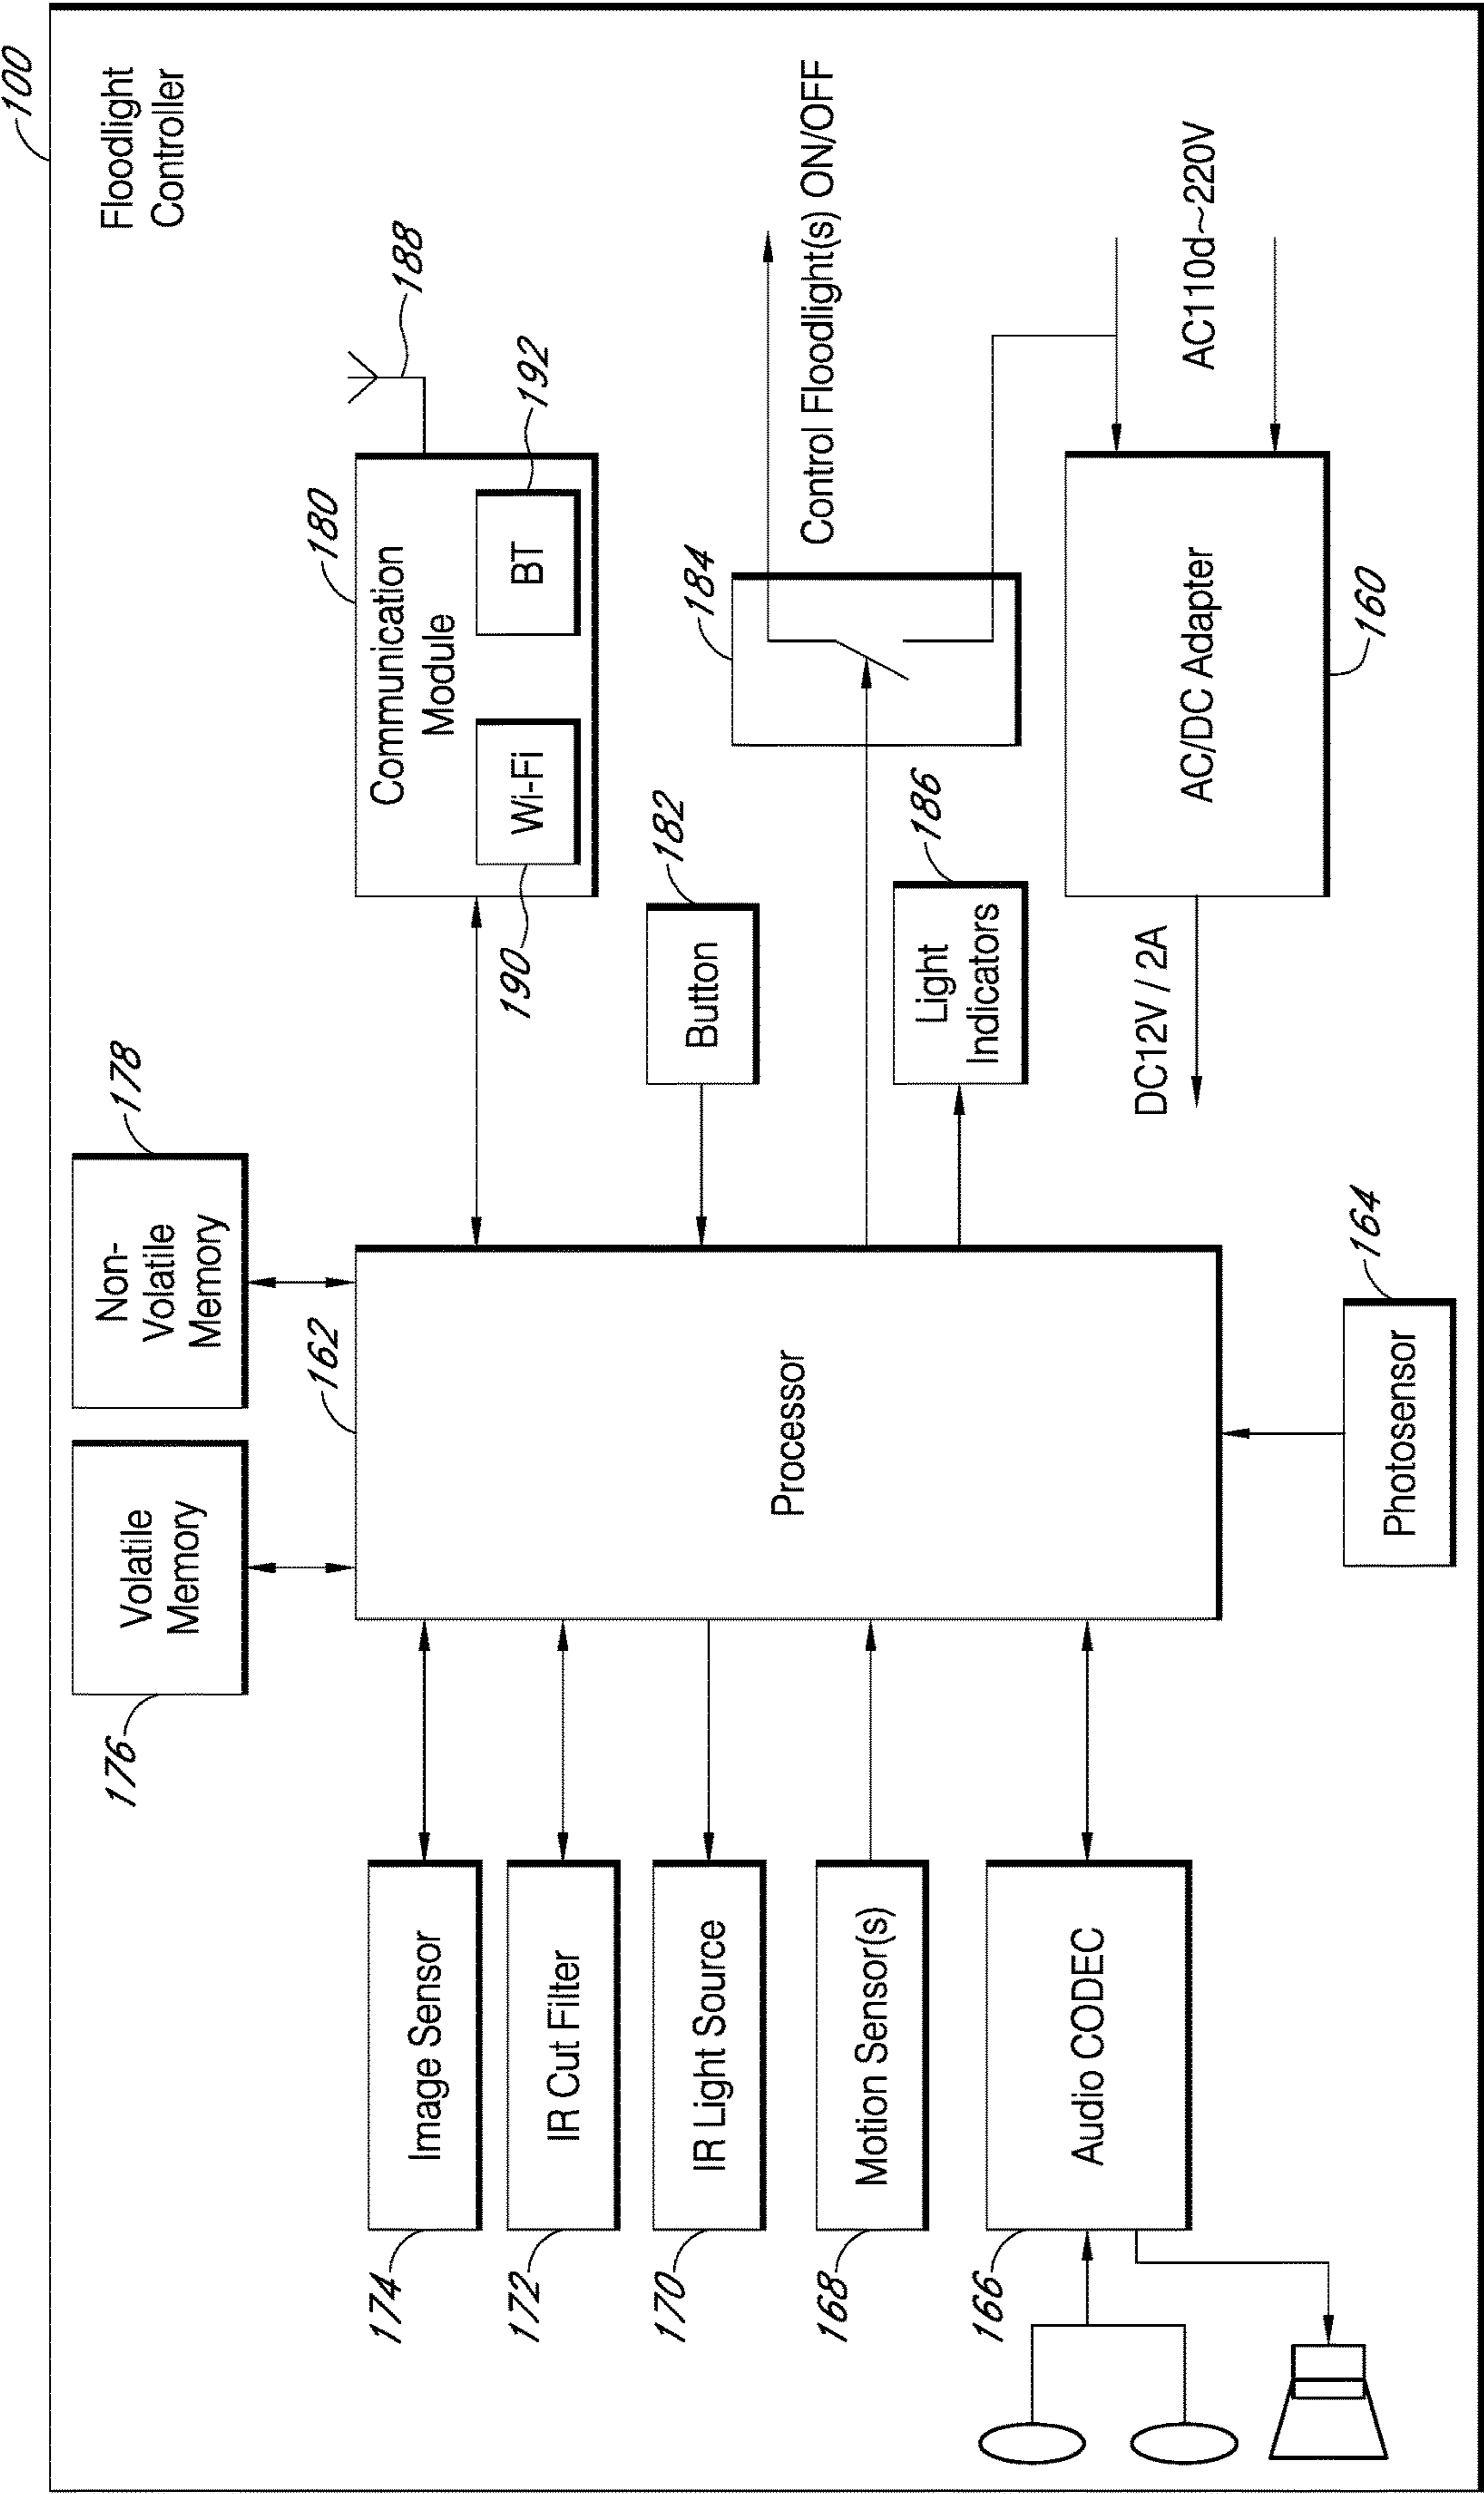 100
Floodlight
Controller
176
Volatile
Memory
178
Non-
Volatile
Memory
188
180
Communication
Module
190
Wi-Fi
BT
192
174
Image Sensor
172
IR Cut Filter
170
IR Light Source
168
Motion Sensor(s)
166
Audio CODEC
162
Processor
182
Button
184
Control Floodlight(s) ON/OFF
186
Light
Indicators
DC12V / 2A
AC/DC Adapter
160
AC110d~220V
Photosensor
164